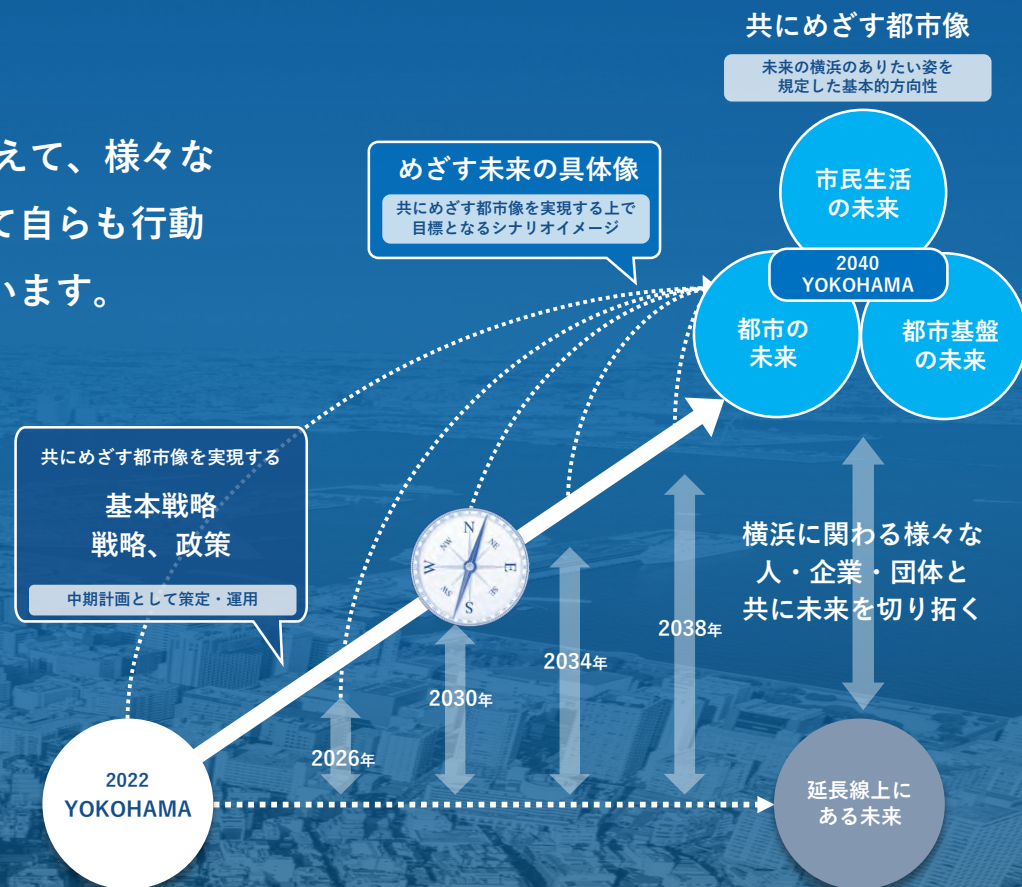 共にめざす都市像
未来の横浜のありたい姿を
規定した基本的方向性
えて、様々な
て自らも行動
います。
めざす未来の具体像
共にめざす都市像を実現する上で
目標となるシナリオイメージ
市民生活
の未来
2040
YOKOHAMA
都市の
未来
都市基盤
の未来
共にめざす都市像を実現する
基本戦略
戦略、政策
中期計画として策定・運用
N
NE
E
SE
S
SW
W
NW
横浜に関わる様々な
人・企業・団体と
共に未来を切り拓く
2038年
2034年
2030年
2026年
2022
YOKOHAMA
延長線上に
ある未来